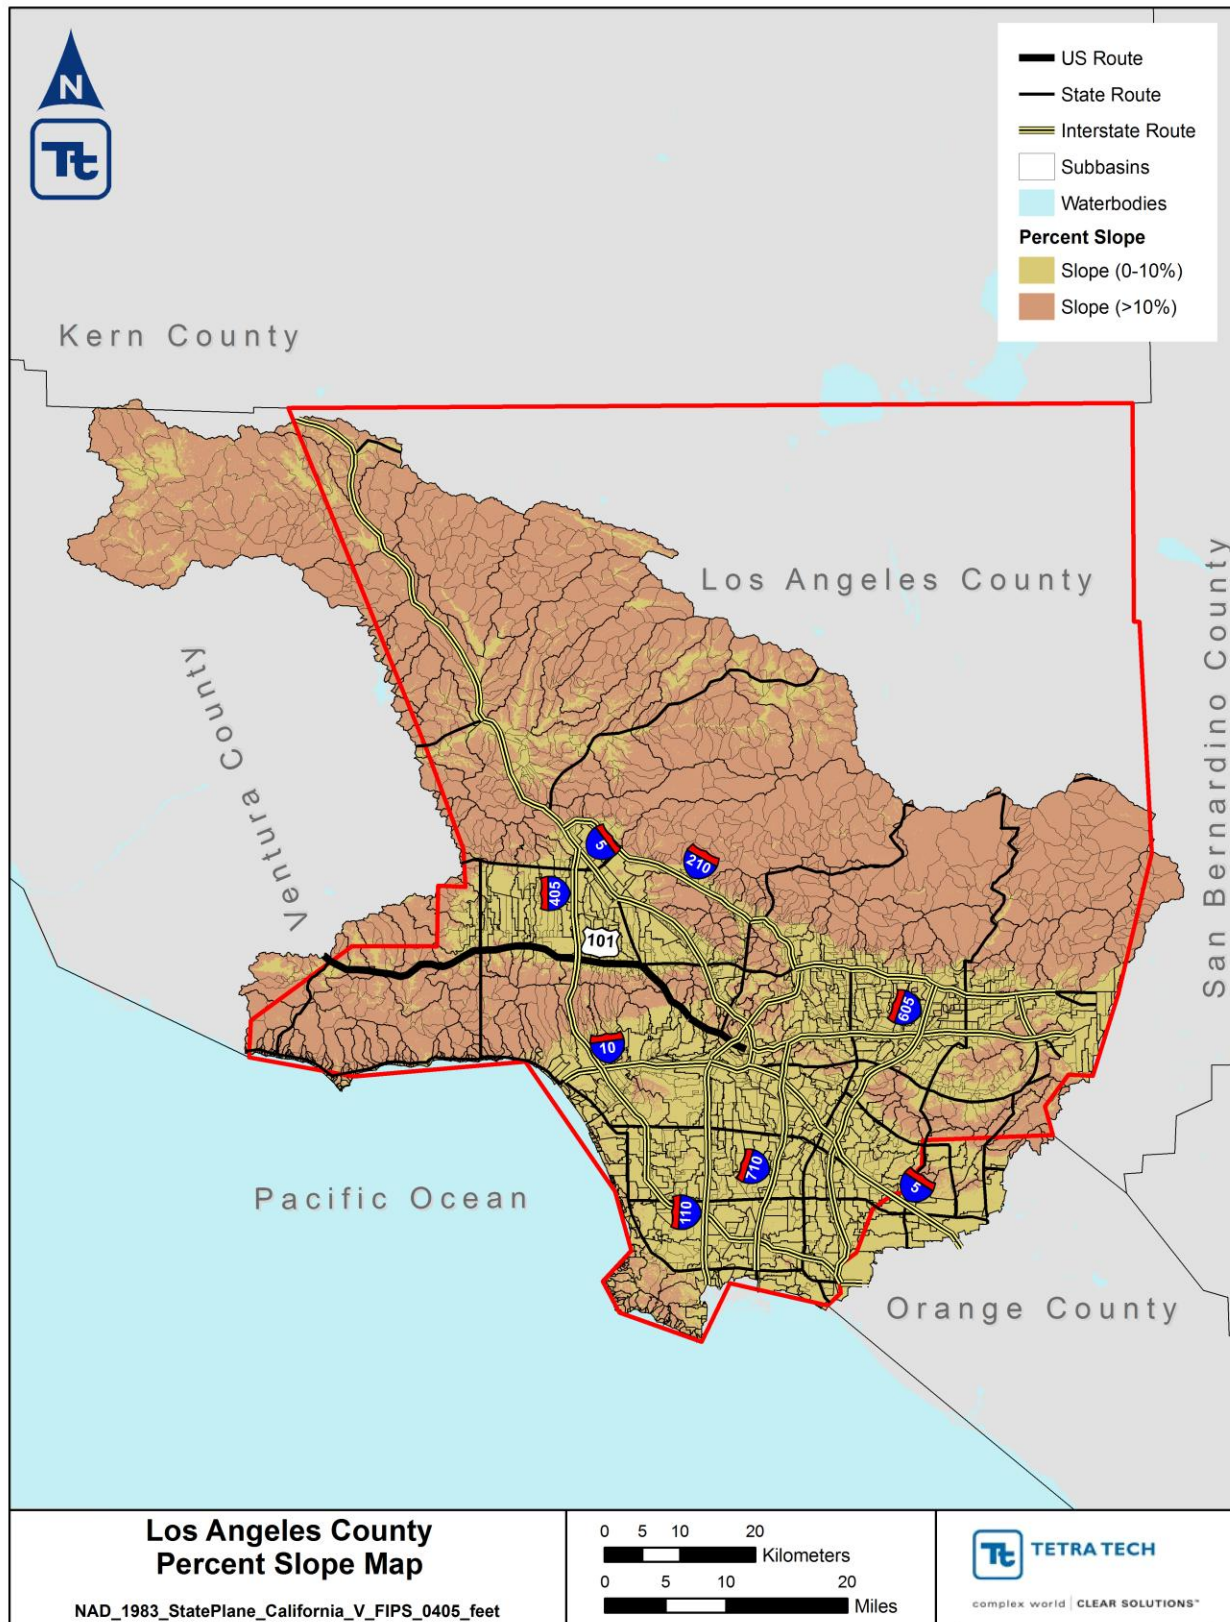 N
Tt
US Route
State Route
Interstate Route
Subbasins
Waterbodies
Percent Slope
Slope (0-10%)
Slope (>10%)
Kern County
Los Angeles County
San Bernardino County
Ventura County
5
210
405
101
605
10
710
5
110
Pacific Ocean
Orange County
Los Angeles County
Percent Slope Map
NAD_1983_StatePlane_California_V_FIPS_0405_feet
0 5 10 20
Kilometers
0 5 10 20
Miles
Tt TETRA TECH
complex world | CLEAR SOLUTIONS™